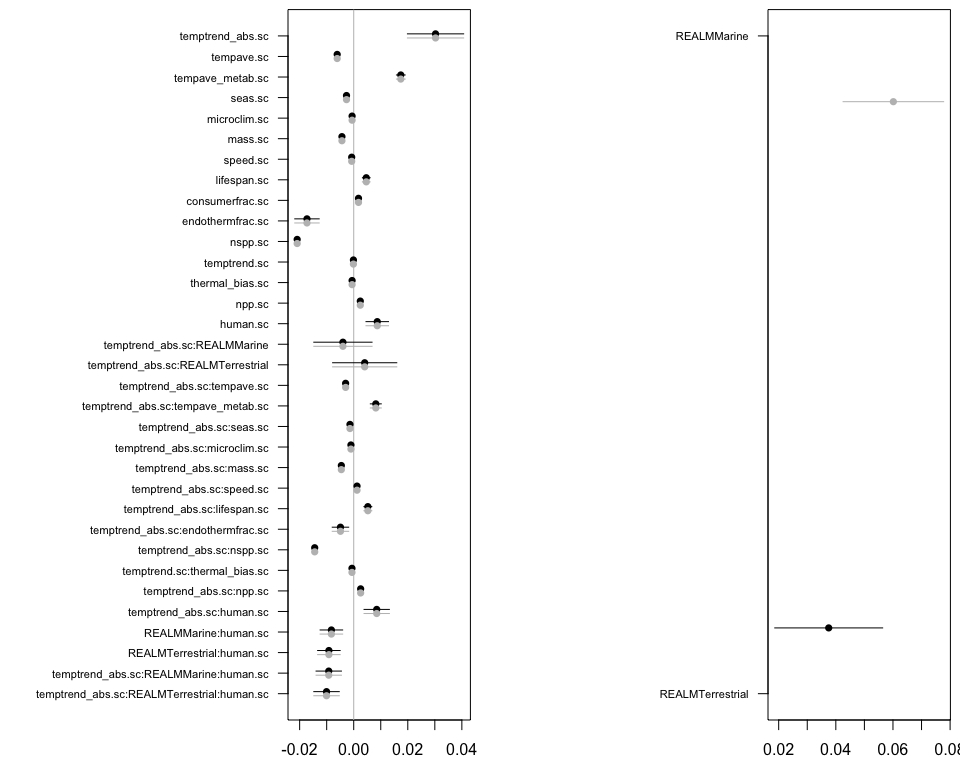 temptrend_abs.sc
tempave.sc
tempave_metab.sc
seas.sc
microclim.sc
mass.sc
speed.sc
lifespan.sc
consumerfrac.sc
endothermfrac.sc
nspp.sc
temptrend.sc
thermal_bias.sc
npp.sc
human.sc
temptrend_abs.sc:REALMMarine
temptrend_abs.sc:REALMTerrestrial
temptrend_abs.sc:tempave.sc
temptrend_abs.sc:tempave_metab.sc
temptrend_abs.sc:seas.sc
temptrend_abs.sc:microclim.sc
temptrend_abs.sc:mass.sc
temptrend_abs.sc:speed.sc
temptrend_abs.sc:lifespan.sc
temptrend_abs.sc:endothermfrac.sc
temptrend_abs.sc:nspp.sc
temptrend.sc:thermal_bias.sc
temptrend_abs.sc:npp.sc
temptrend_abs.sc:human.sc
REALMMarine:human.sc
REALMTerrestrial:human.sc
temptrend_abs.sc:REALMMarine:human.sc
temptrend_abs.sc:REALMTerrestrial:human.sc
-0.02 0.00 0.02 0.04
REALMMarine
REALMTerrestrial
0.02 0.04 0.06 0.08